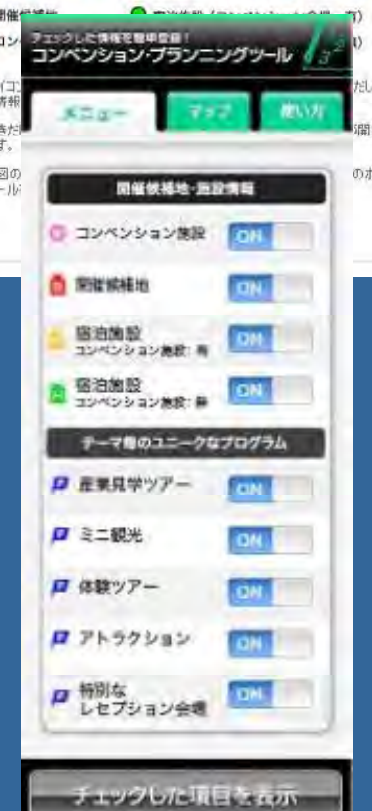 チェックした情報を簡単登録!
コンベンション・プランニングツール
メニュー
マップ
使い方
開催候補地・施設情報
コンベンション施設
ON
開催候補地
ON
宿泊施設
コンベンション施設: 有
ON
宿泊施設
コンベンション施設: 無
ON
テーマ毎のユニークなプログラム
産業見学ツアー
ON
ミニ観光
ON
体験ツアー
ON
アトラクション
ON
特別な
レセプション会場
ON
チェックした項目を表示